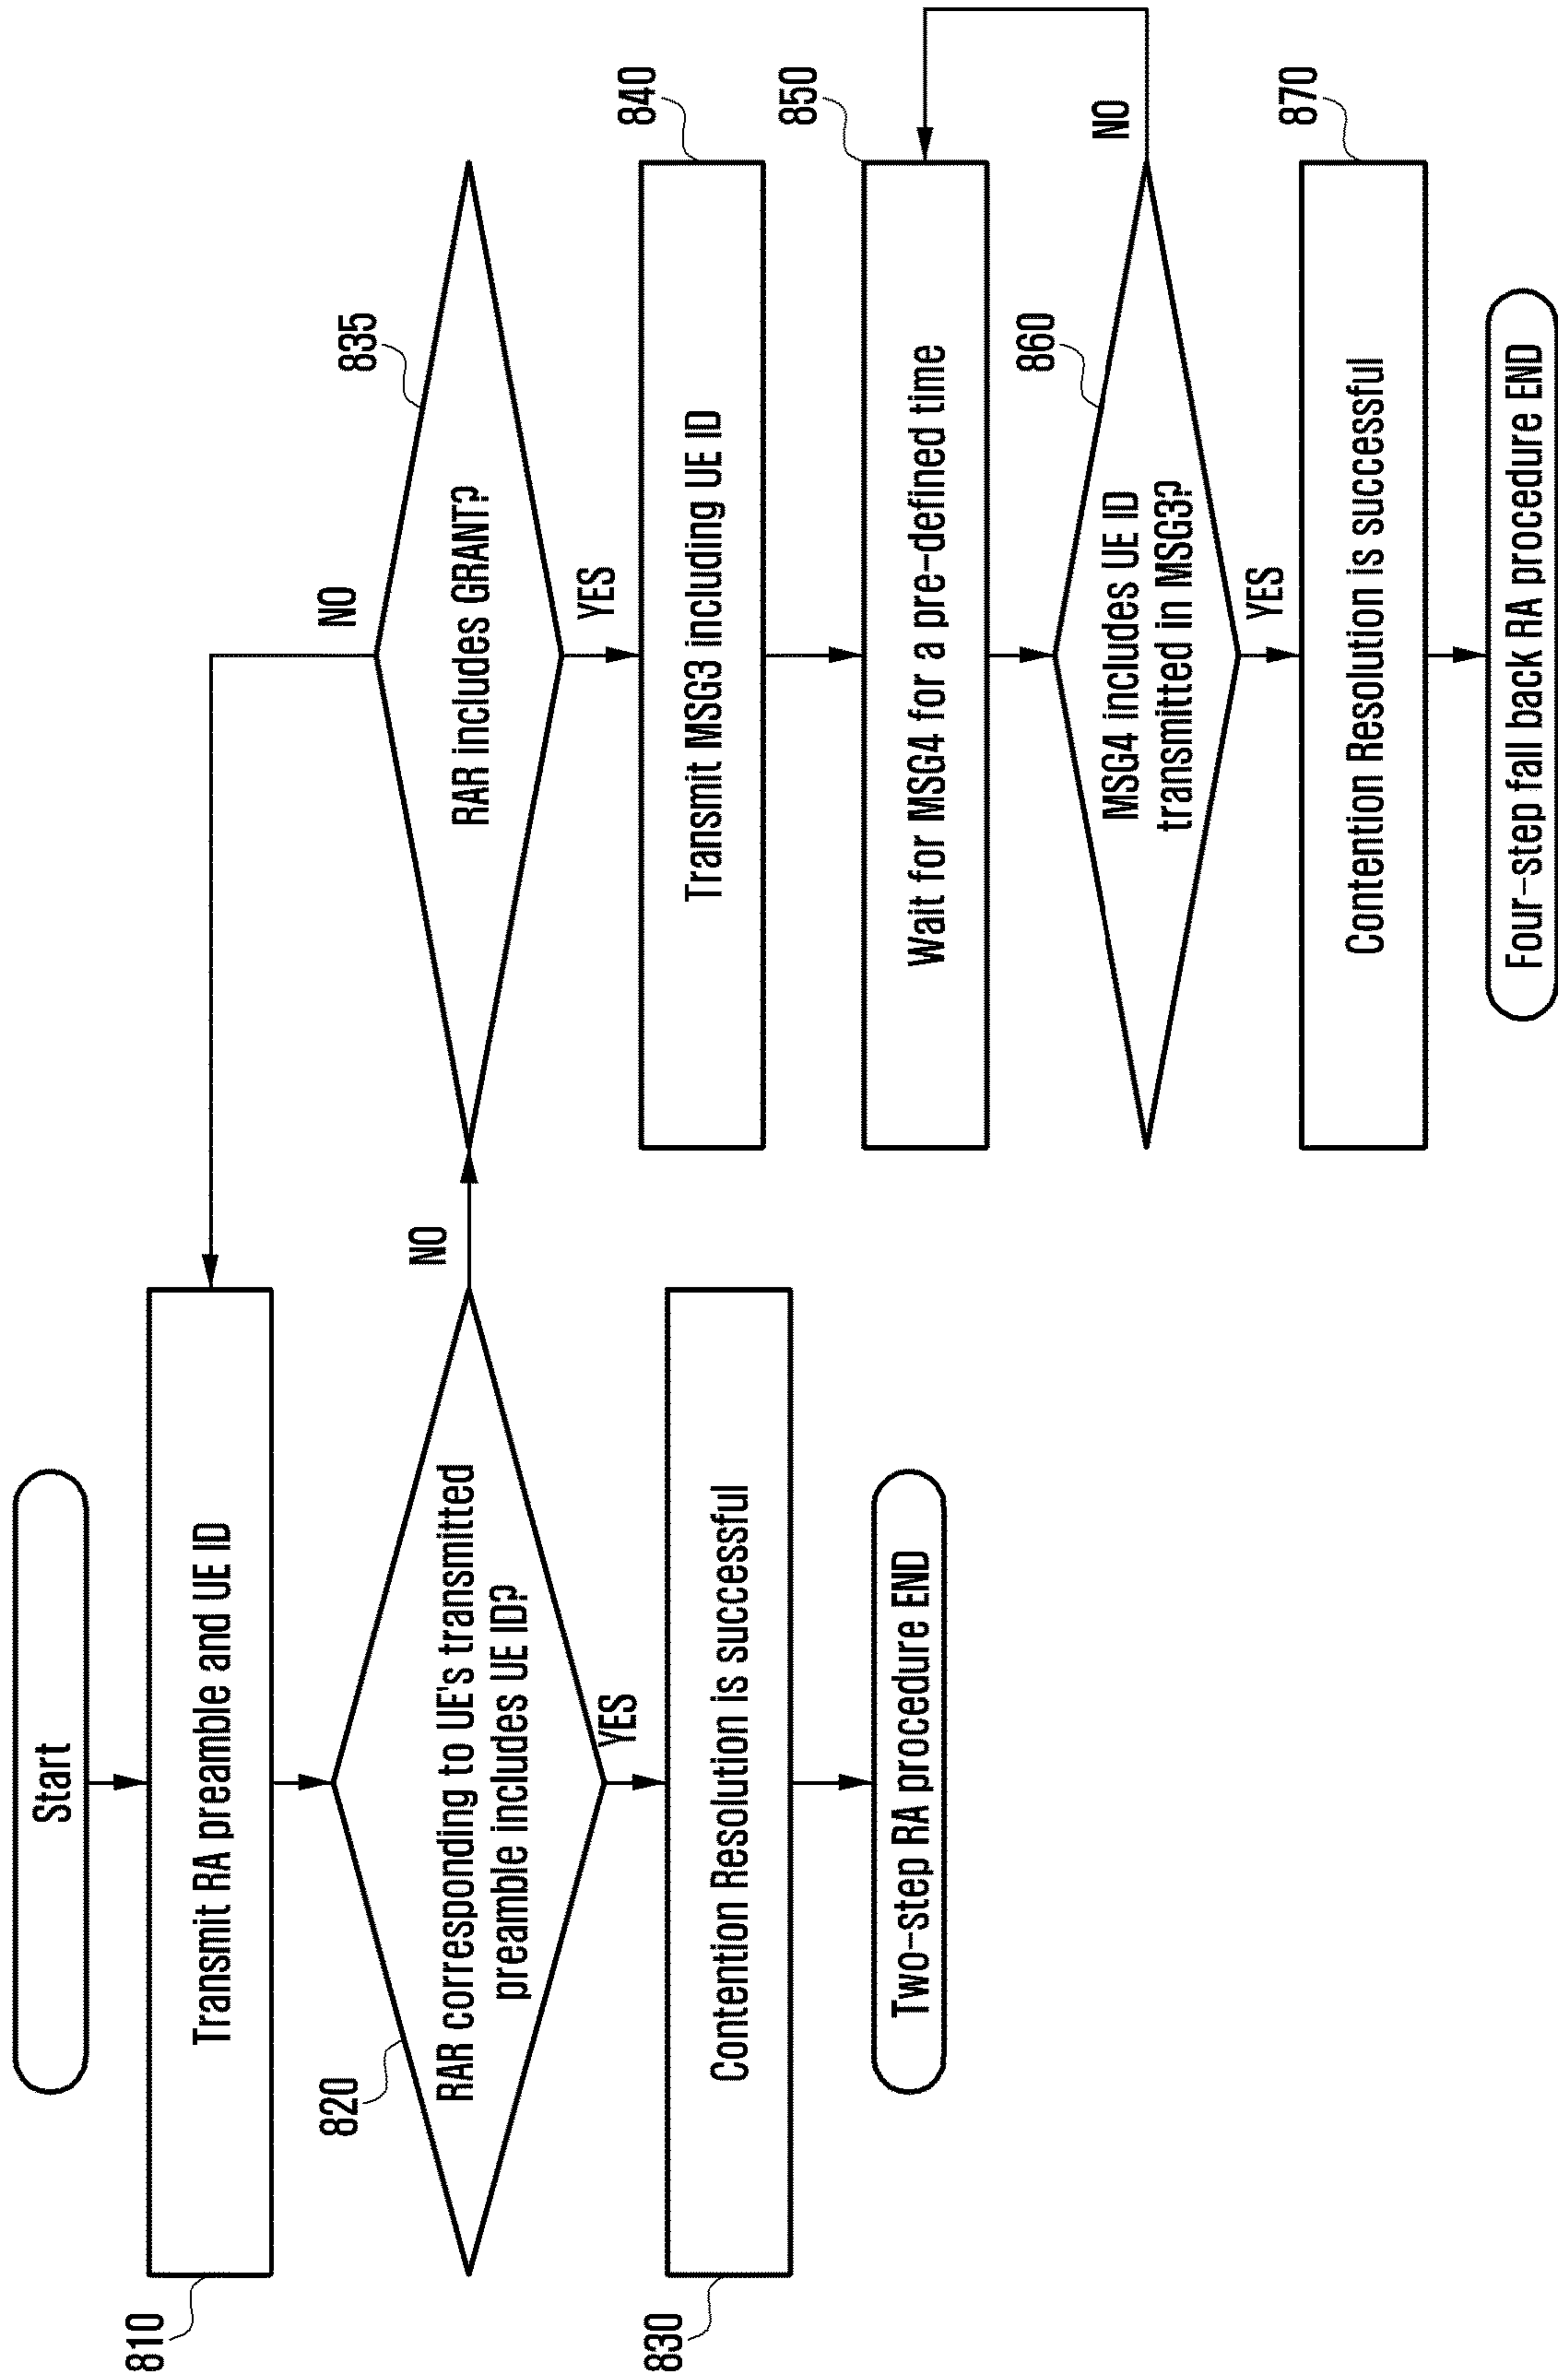 Start
810
Transmit RA preamble and UE ID
820
RAR corresponding to UE's transmitted
preamble includes UE ID?
NO
YES
830
Contention Resolution is successful
Two-step RA procedure END
NO
835
RAR includes GRANT?
YES
840
Transmit MSG3 including UE ID
850
Wait for MSG4 for a pre-defined time
860
MSG4 includes UE ID
transmitted in MSG3?
NO
YES
870
Contention Resolution is successful
Four-step fall back RA procedure END